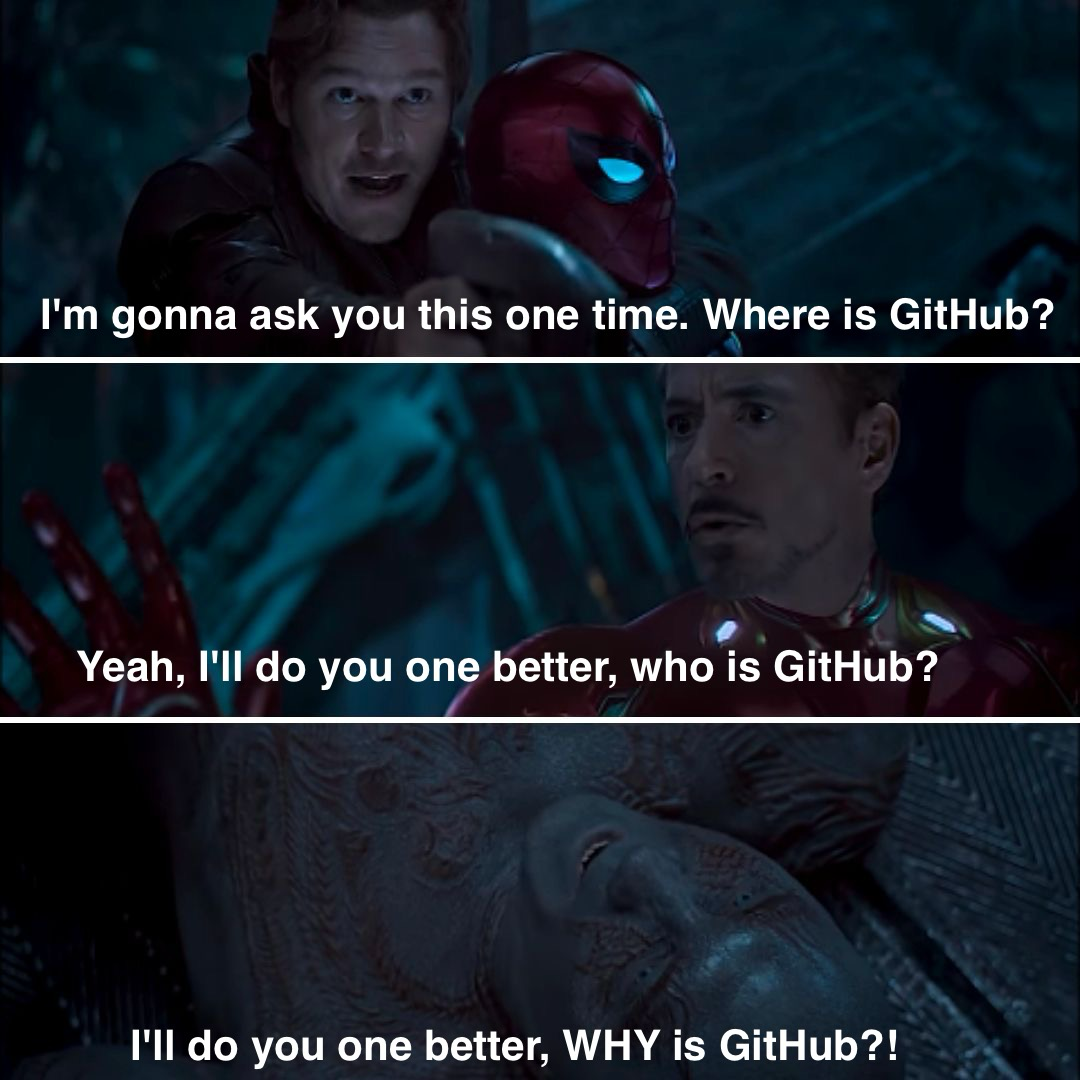 I'm gonna ask you this one time. Where is GitHub?
Yeah, I'll do you one better, who is GitHub?
I'll do you one better, WHY is GitHub?!